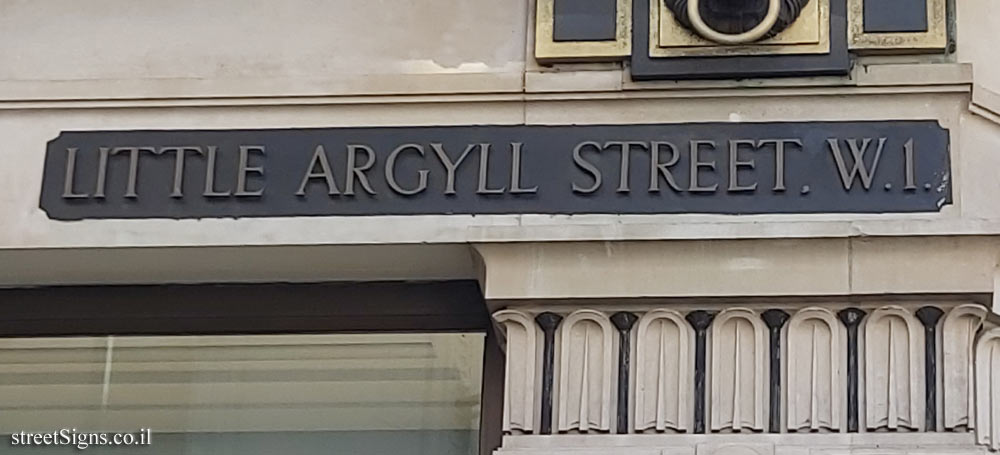 LITTLE ARGYLL STREET. W.1.
streetSigns.co.il